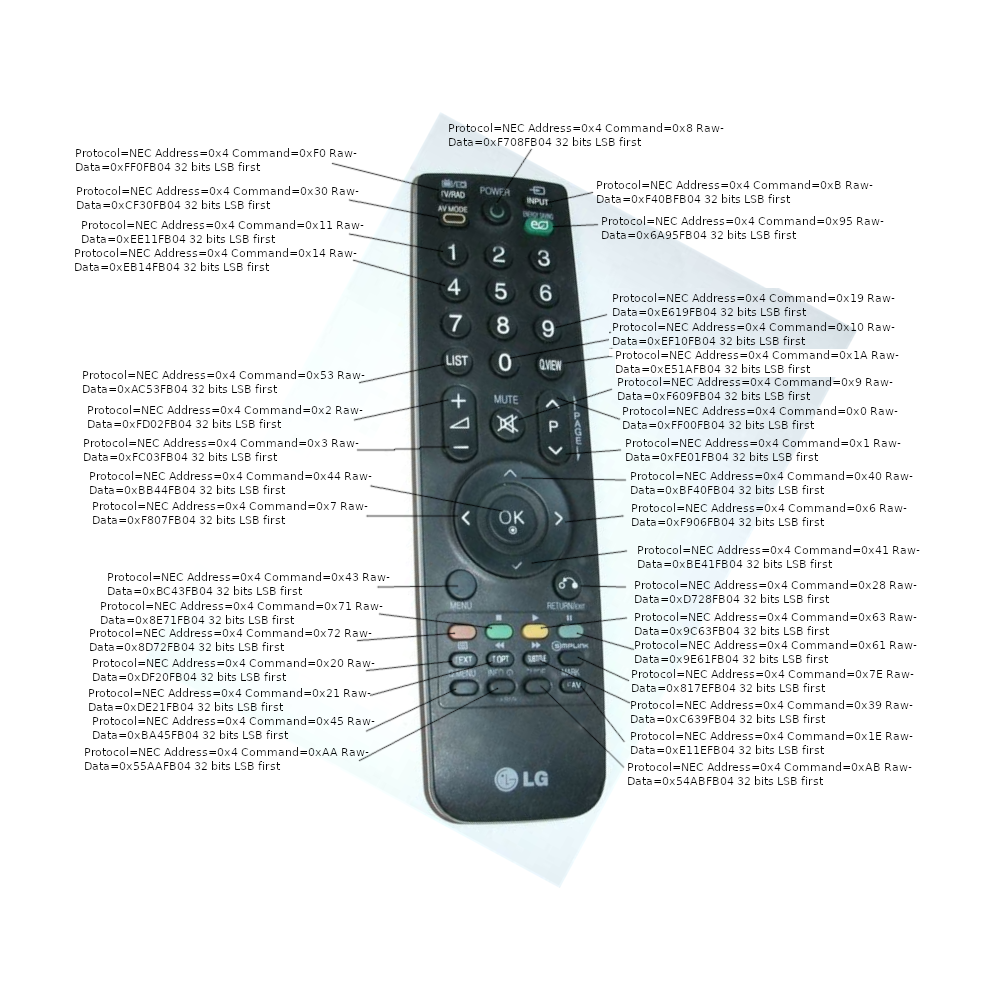 Protocol=NEC Address=0x4 Command=0x8 Raw-
Data=0xF708FB04 32 bits LSB first
Protocol=NEC Address=0x4 Command=0xF0 Raw-
Data=0xFF0FB04 32 bits LSB first
Protocol=NEC Address=0x4 Command=0x30 Raw-
Data=0xCF30FB04 32 bits LSB first
Protocol=NEC Address=0x4 Command=0x11 Raw-
Data=0xEE11FB04 32 bits LSB first
Protocol=NEC Address=0x4 Command=0x14 Raw-
Data=0xEB14FB04 32 bits LSB first
Protocol=NEC Address=0x4 Command=0x53 Raw-
Data=0xAC53FB04 32 bits LSB first
Protocol=NEC Address=0x4 Command=0x2 Raw-
Data=0xFD02FB04 32 bits LSB first
Protocol=NEC Address=0x4 Command=0x3 Raw-
Data=0xFC03FB04 32 bits LSB first
Protocol=NEC Address=0x4 Command=0x44 Raw-
Data=0xBB44FB04 32 bits LSB first
Protocol=NEC Address=0x4 Command=0x7 Raw-
Data=0xF807FB04 32 bits LSB first
Protocol=NEC Address=0x4 Command=0x43 Raw-
Data=0xBC43FB04 32 bits LSB first
Protocol=NEC Address=0x4 Command=0x71 Raw-
Data=0x8E71FB04 32 bits LSB first
Protocol=NEC Address=0x4 Command=0x72 Raw-
Data=0x8D72FB04 32 bits LSB first
Protocol=NEC Address=0x4 Command=0x20 Raw-
Data=0xDF20FB04 32 bits LSB first
Protocol=NEC Address=0x4 Command=0x21 Raw-
Data=0xDE21FB04 32 bits LSB first
Protocol=NEC Address=0x4 Command=0x45 Raw-
Data=0xBA45FB04 32 bits LSB first
Protocol=NEC Address=0x4 Command=0xAA Raw-
Data=0x55AAFB04 32 bits LSB first
TV/RAD
POWER
INPUT
AV MODE
ENERGY SAVING
1 2 3
4 5 6
7 8 9
LIST 0 Q.VIEW
+ MUTE
P
PAGE
OK
MENU
RETURN/EXIT
SIMPLINK
TEXT T.OPT SUBTITLE
Q.MENU INFO MARK
FAV
LG
Protocol=NEC Address=0x4 Command=0xB Raw-
Data=0xF40BFB04 32 bits LSB first
Protocol=NEC Address=0x4 Command=0x95 Raw-
Data=0x6A95FB04 32 bits LSB first
Protocol=NEC Address=0x4 Command=0x19 Raw-
Data=0xE619FB04 32 bits LSB first
Protocol=NEC Address=0x4 Command=0x10 Raw-
Data=0xEF10FB04 32 bits LSB first
Protocol=NEC Address=0x4 Command=0x1A Raw-
Data=0xE51AFB04 32 bits LSB first
Protocol=NEC Address=0x4 Command=0x9 Raw-
Data=0xF609FB04 32 bits LSB first
Protocol=NEC Address=0x4 Command=0x0 Raw-
Data=0xFF00FB04 32 bits LSB first
Protocol=NEC Address=0x4 Command=0x1 Raw-
Data=0xFE01FB04 32 bits LSB first
Protocol=NEC Address=0x4 Command=0x40 Raw-
Data=0xBF40FB04 32 bits LSB first
Protocol=NEC Address=0x4 Command=0x6 Raw-
Data=0xF906FB04 32 bits LSB first
Protocol=NEC Address=0x4 Command=0x41 Raw-
Data=0xBE41FB04 32 bits LSB first
Protocol=NEC Address=0x4 Command=0x28 Raw-
Data=0xD728FB04 32 bits LSB first
Protocol=NEC Address=0x4 Command=0x63 Raw-
Data=0x9C63FB04 32 bits LSB first
Protocol=NEC Address=0x4 Command=0x61 Raw-
Data=0x9E61FB04 32 bits LSB first
Protocol=NEC Address=0x4 Command=0x7E Raw-
Data=0x817EFB04 32 bits LSB first
Protocol=NEC Address=0x4 Command=0x39 Raw-
Data=0xC639FB04 32 bits LSB first
Protocol=NEC Address=0x4 Command=0x1E Raw-
Data=0xE11EFB04 32 bits LSB first
Protocol=NEC Address=0x4 Command=0xAB Raw-
Data=0x54ABFB04 32 bits LSB first